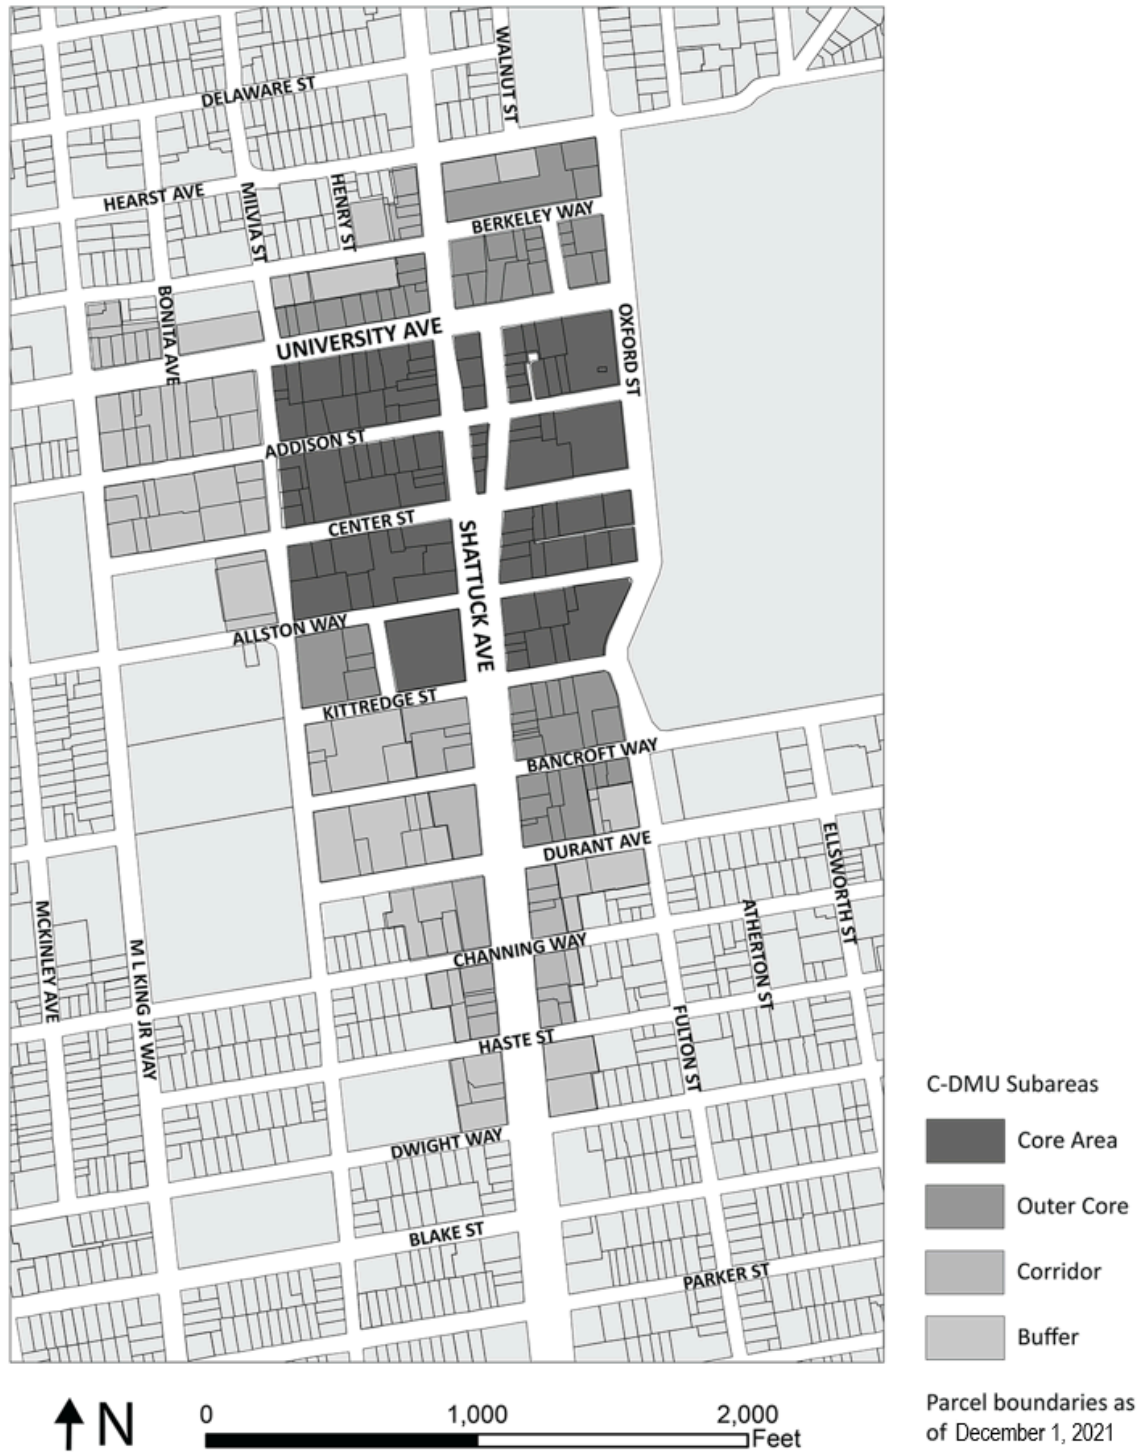 WALNUT ST
DELAWARE ST
HEARST AVE
MILVIA ST
HENRY ST
BERKELEY WAY
BONITA AVE
UNIVERSITY AVE
OXFORD ST
ADDISON ST
CENTER ST
SHATTUCK AVE
ALLSTON WAY
KITTREDGE ST
BANCROFT WAY
DURANT AVE
ELLSWORTH ST
MCKINLEY AVE
M L KING JR WAY
CHANNING WAY
ATHERTON ST
FULTON ST
HASTE ST
DWIGHT WAY
BLAKE ST
PARKER ST
C-DMU Subareas
Core Area
Outer Core
Corridor
Buffer
Parcel boundaries as
of December 1, 2021
N
0 1,000 2,000
Feet